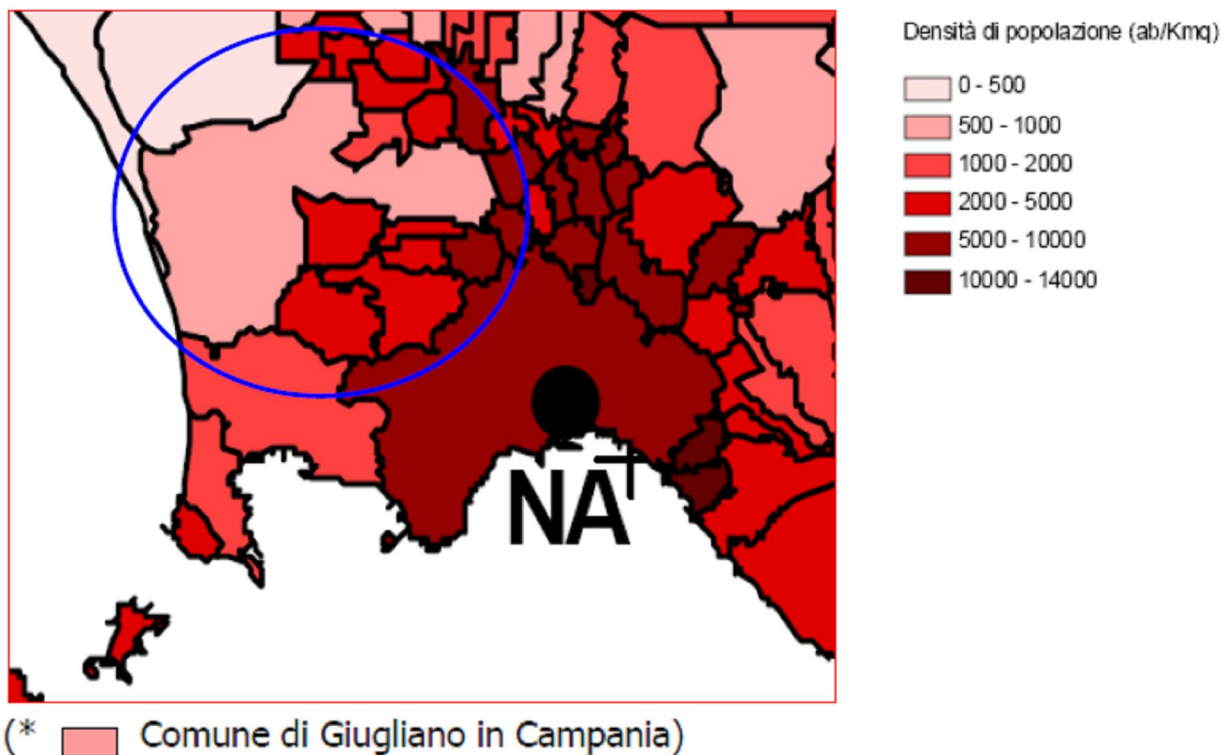 Densità di popolazione (ab/Kmq)
0 - 500
500 - 1000
1000 - 2000
2000 - 5000
5000 - 10000
10000 - 14000
NA
(* Comune di Giugliano in Campania)